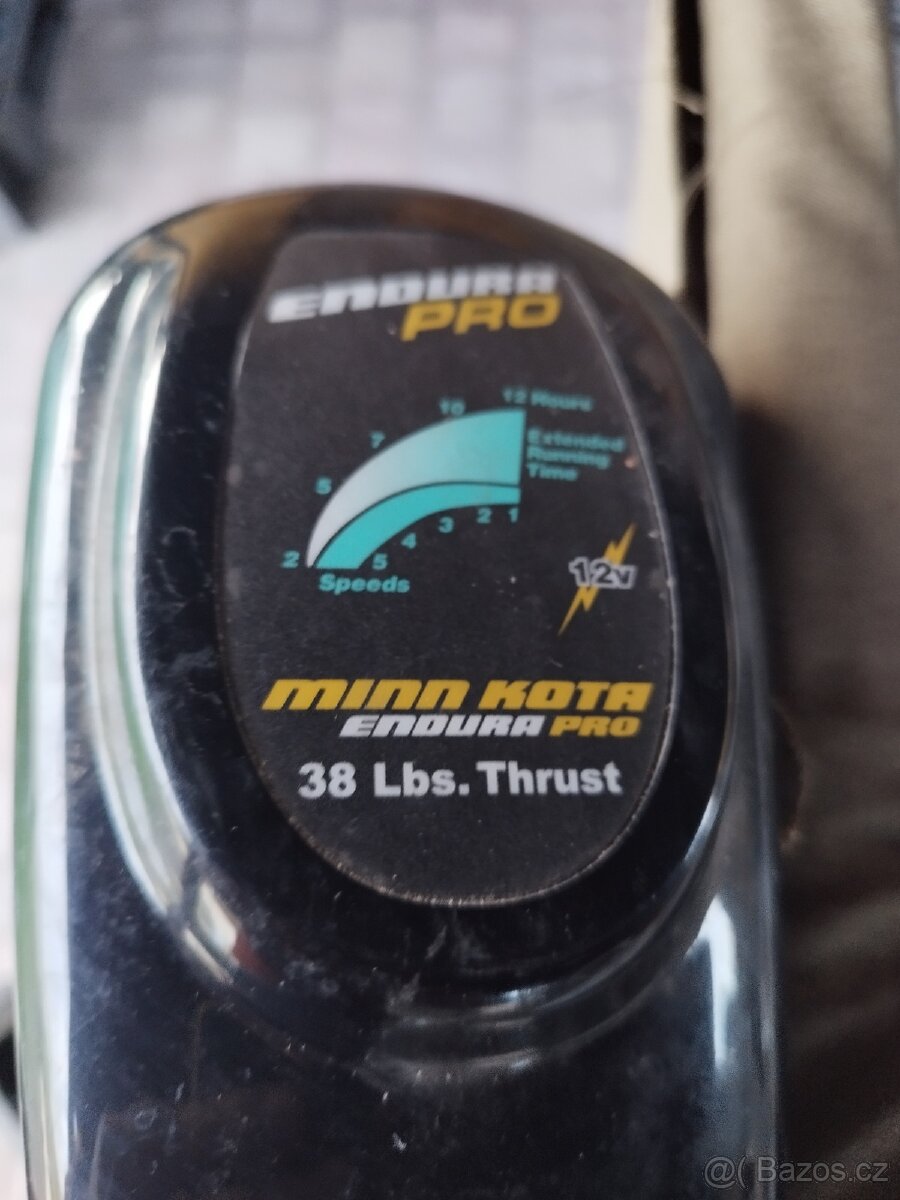 ENDURA
PRO
12 Hours
10
7
5
2
Extended
Running
Time
1
2
3
4
5
Speeds
12v
MINN KOTA
ENDURA PRO
38 Lbs. Thrust
@( Bazos.cz